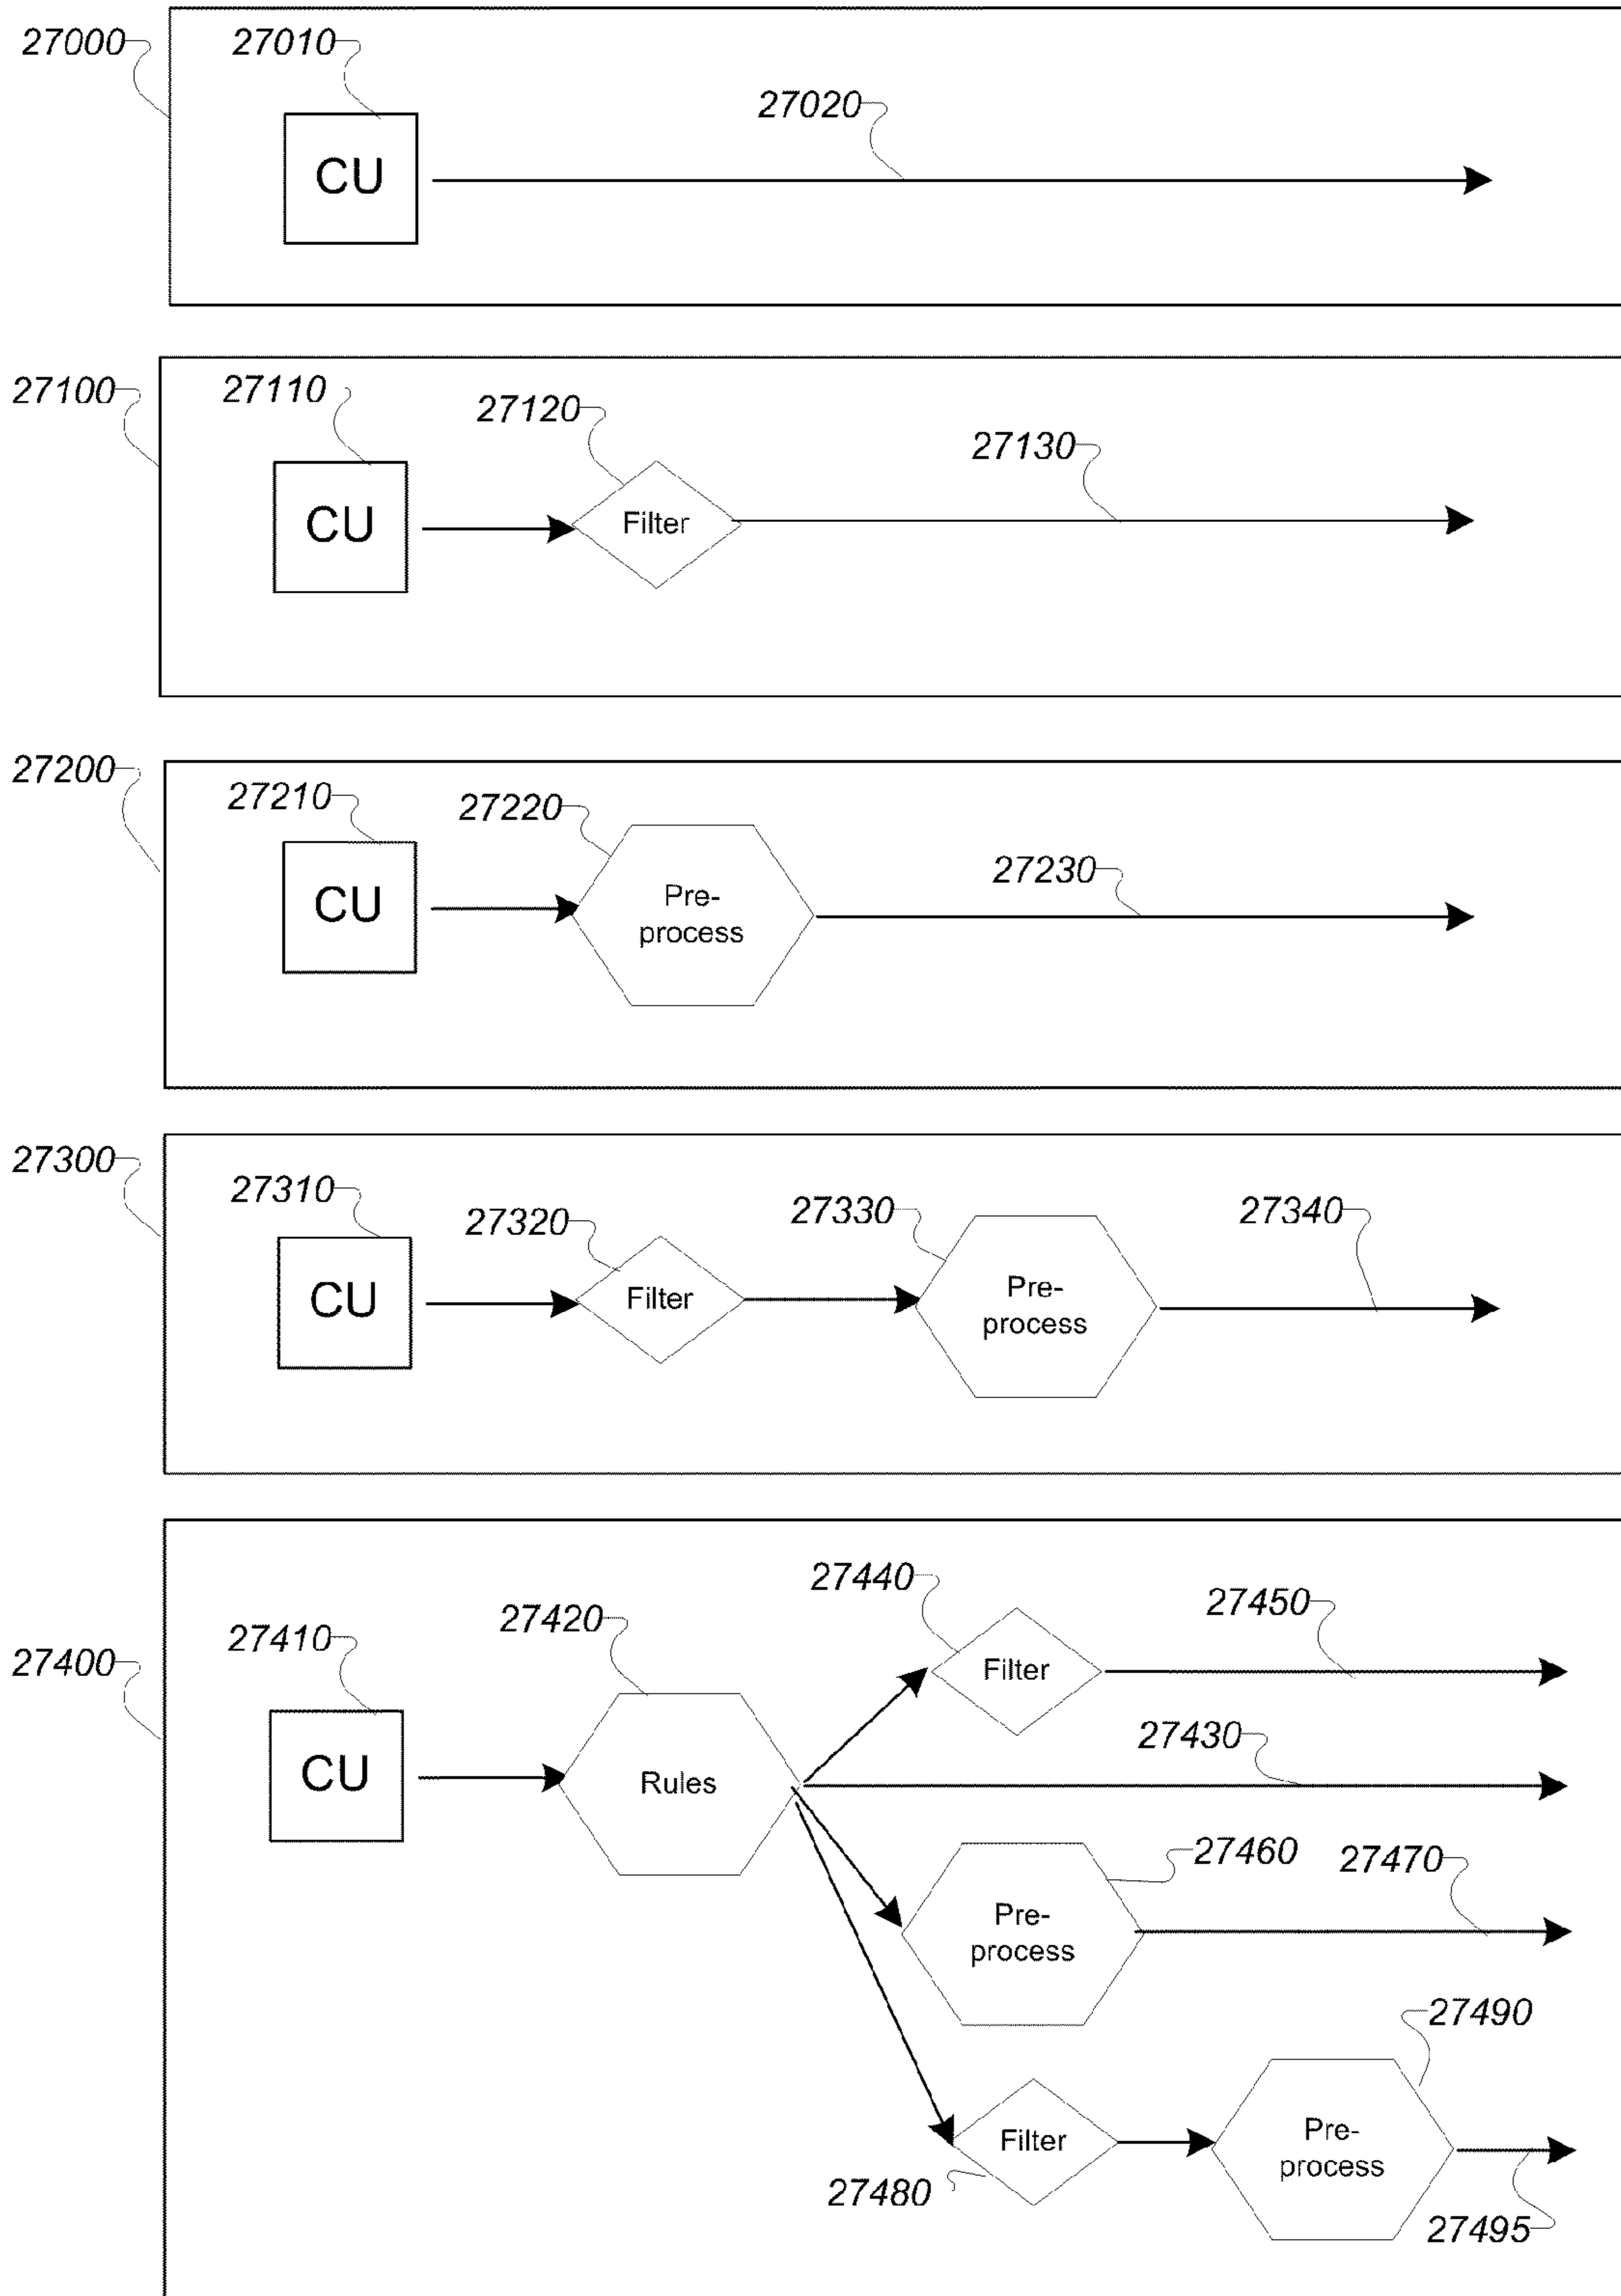 27000
27010
27020
CU
27100
27110
27120
27130
CU
Filter
27200
27210
27220
27230
CU
Pre-
process
27300
27310
27320
27330
27340
CU
Filter
Pre-
process
27400
27410
27420
27440
27450
CU
Rules
Filter
27430
27460
27470
Pre-
process
27490
Filter
Pre-
process
27480
27495